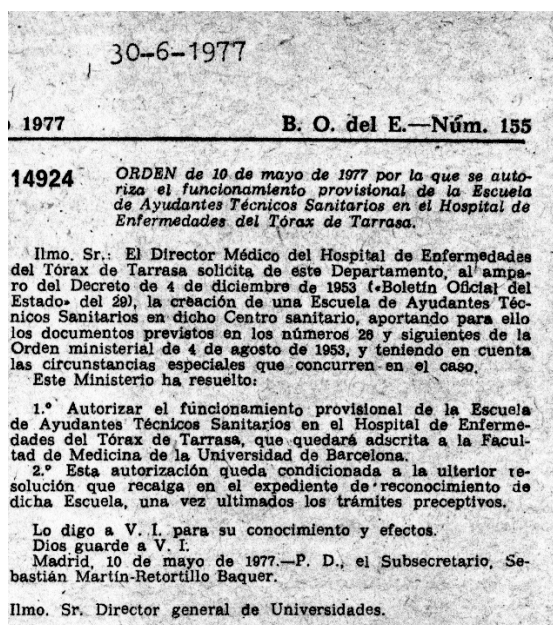 30-6-1977
1977
B. O. del E.—Núm. 155
14924
ORDEN de 10 de mayo de 1977 por la que se auto-
riza el funcionamiento provisional de la Escuela
de Ayudantes Técnicos Sanitarios en el Hospital de
Enfermedades del Tórax de Tarrasa.
Ilmo. Sr.: El Director Médico del Hospital de Enfermedades
del Tórax de Tarrasa solicita de este Departamento, al ampa-
ro del Decreto de 4 de diciembre de 1953 («Boletín Oficial del
Estado» del 29), la creación de una Escuela de Ayudantes Téc-
nicos Sanitarios en dicho Centro sanitario, aportando para ello
los documentos previstos en los números 26 y siguientes de la
Orden ministerial de 4 de agosto de 1953, y teniendo en cuenta
las circunstancias especiales que concurren en el caso,
Este Ministerio ha resuelto:
1.º Autorizar el funcionamiento provisional de la Escuela
de Ayudantes Técnicos Sanitarios en el Hospital de Enferme-
dades del Tórax de Tarrasa, que quedará adscrita a la Facul-
tad de Medicina de la Universidad de Barcelona.
2.º Esta autorización queda condicionada a la ulterior re-
solución que recaiga en el expediente de reconocimiento de
dicha Escuela, una vez ultimados los trámites preceptivos.
Lo digo a V. I. para su conocimiento y efectos.
Dios guarde a V. I.
Madrid, 10 de mayo de 1977.—P. D., el Subsecretario, Se-
bastián Martín-Retortillo Baquer.
Ilmo. Sr. Director general de Universidades.